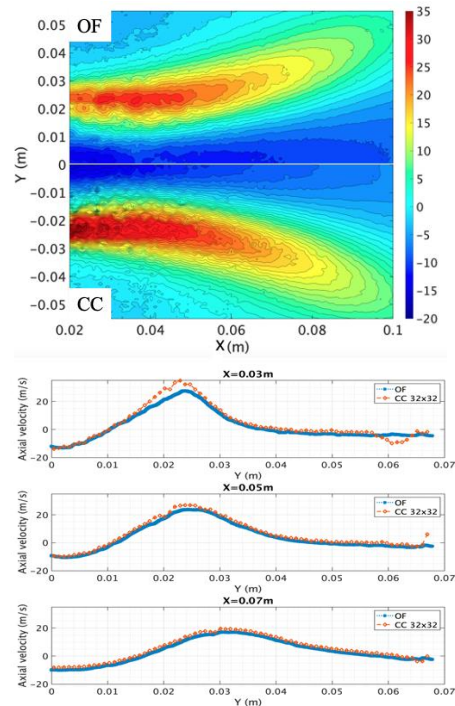 OF
CC
Y (m)
0.05
0.04
0.03
0.02
0.01
0
-0.01
-0.02
-0.03
-0.04
-0.05
0.02 0.04 0.06 0.08 0.1
X (m)
35
30
25
20
15
10
5
0
-5
-10
-15
-20
X=0.03m
Axial velocity (m/s)
20
0
-20
OF
CC 32x32
0 0.01 0.02 0.03 0.04 0.05 0.06 0.07
Y (m)
X=0.05m
Axial velocity (m/s)
20
0
-20
OF
CC 32x32
0 0.01 0.02 0.03 0.04 0.05 0.06 0.07
Y (m)
X=0.07m
Axial velocity (m/s)
20
0
-20
OF
CC 32x32
0 0.01 0.02 0.03 0.04 0.05 0.06 0.07
Y (m)